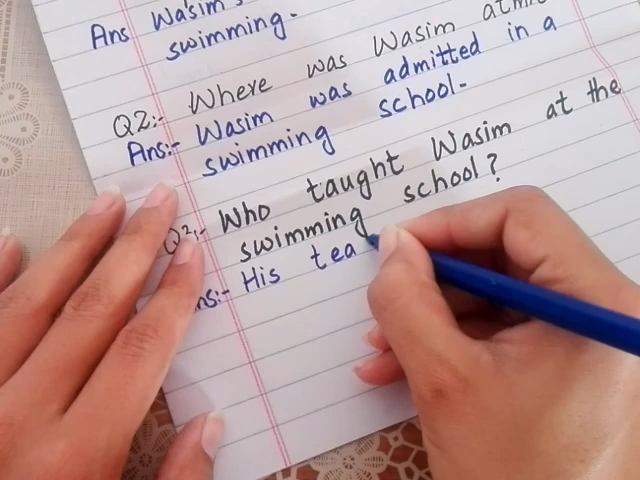 Ans Wasim's
swimming.
Q2:- Where was Wasim
Ans:- Wasim was admitted in a
swimming school.
Q3:- Who taught Wasim at the
swimming school?
Ans:- His tea